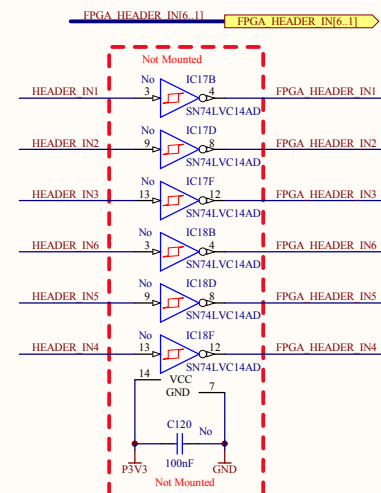 FPGA_HEADER_IN[6..1] FPGA_HEADER_IN[6..1]
Not Mounted
No IC17B
HEADER_IN1 3 4 FPGA_HEADER_IN1
SN74LVC14AD
No IC17D
HEADER_IN2 9 8 FPGA_HEADER_IN2
SN74LVC14AD
No IC17F
HEADER_IN3 13 12 FPGA_HEADER_IN3
SN74LVC14AD
No IC18B
HEADER_IN6 3 4 FPGA_HEADER_IN6
SN74LVC14AD
No IC18D
HEADER_IN5 9 8 FPGA_HEADER_IN5
SN74LVC14AD
No IC18F
HEADER_IN4 13 12 FPGA_HEADER_IN4
SN74LVC14AD
14 VCC
GND 7
C120 No
100nF
P3V3 GND
Not Mounted